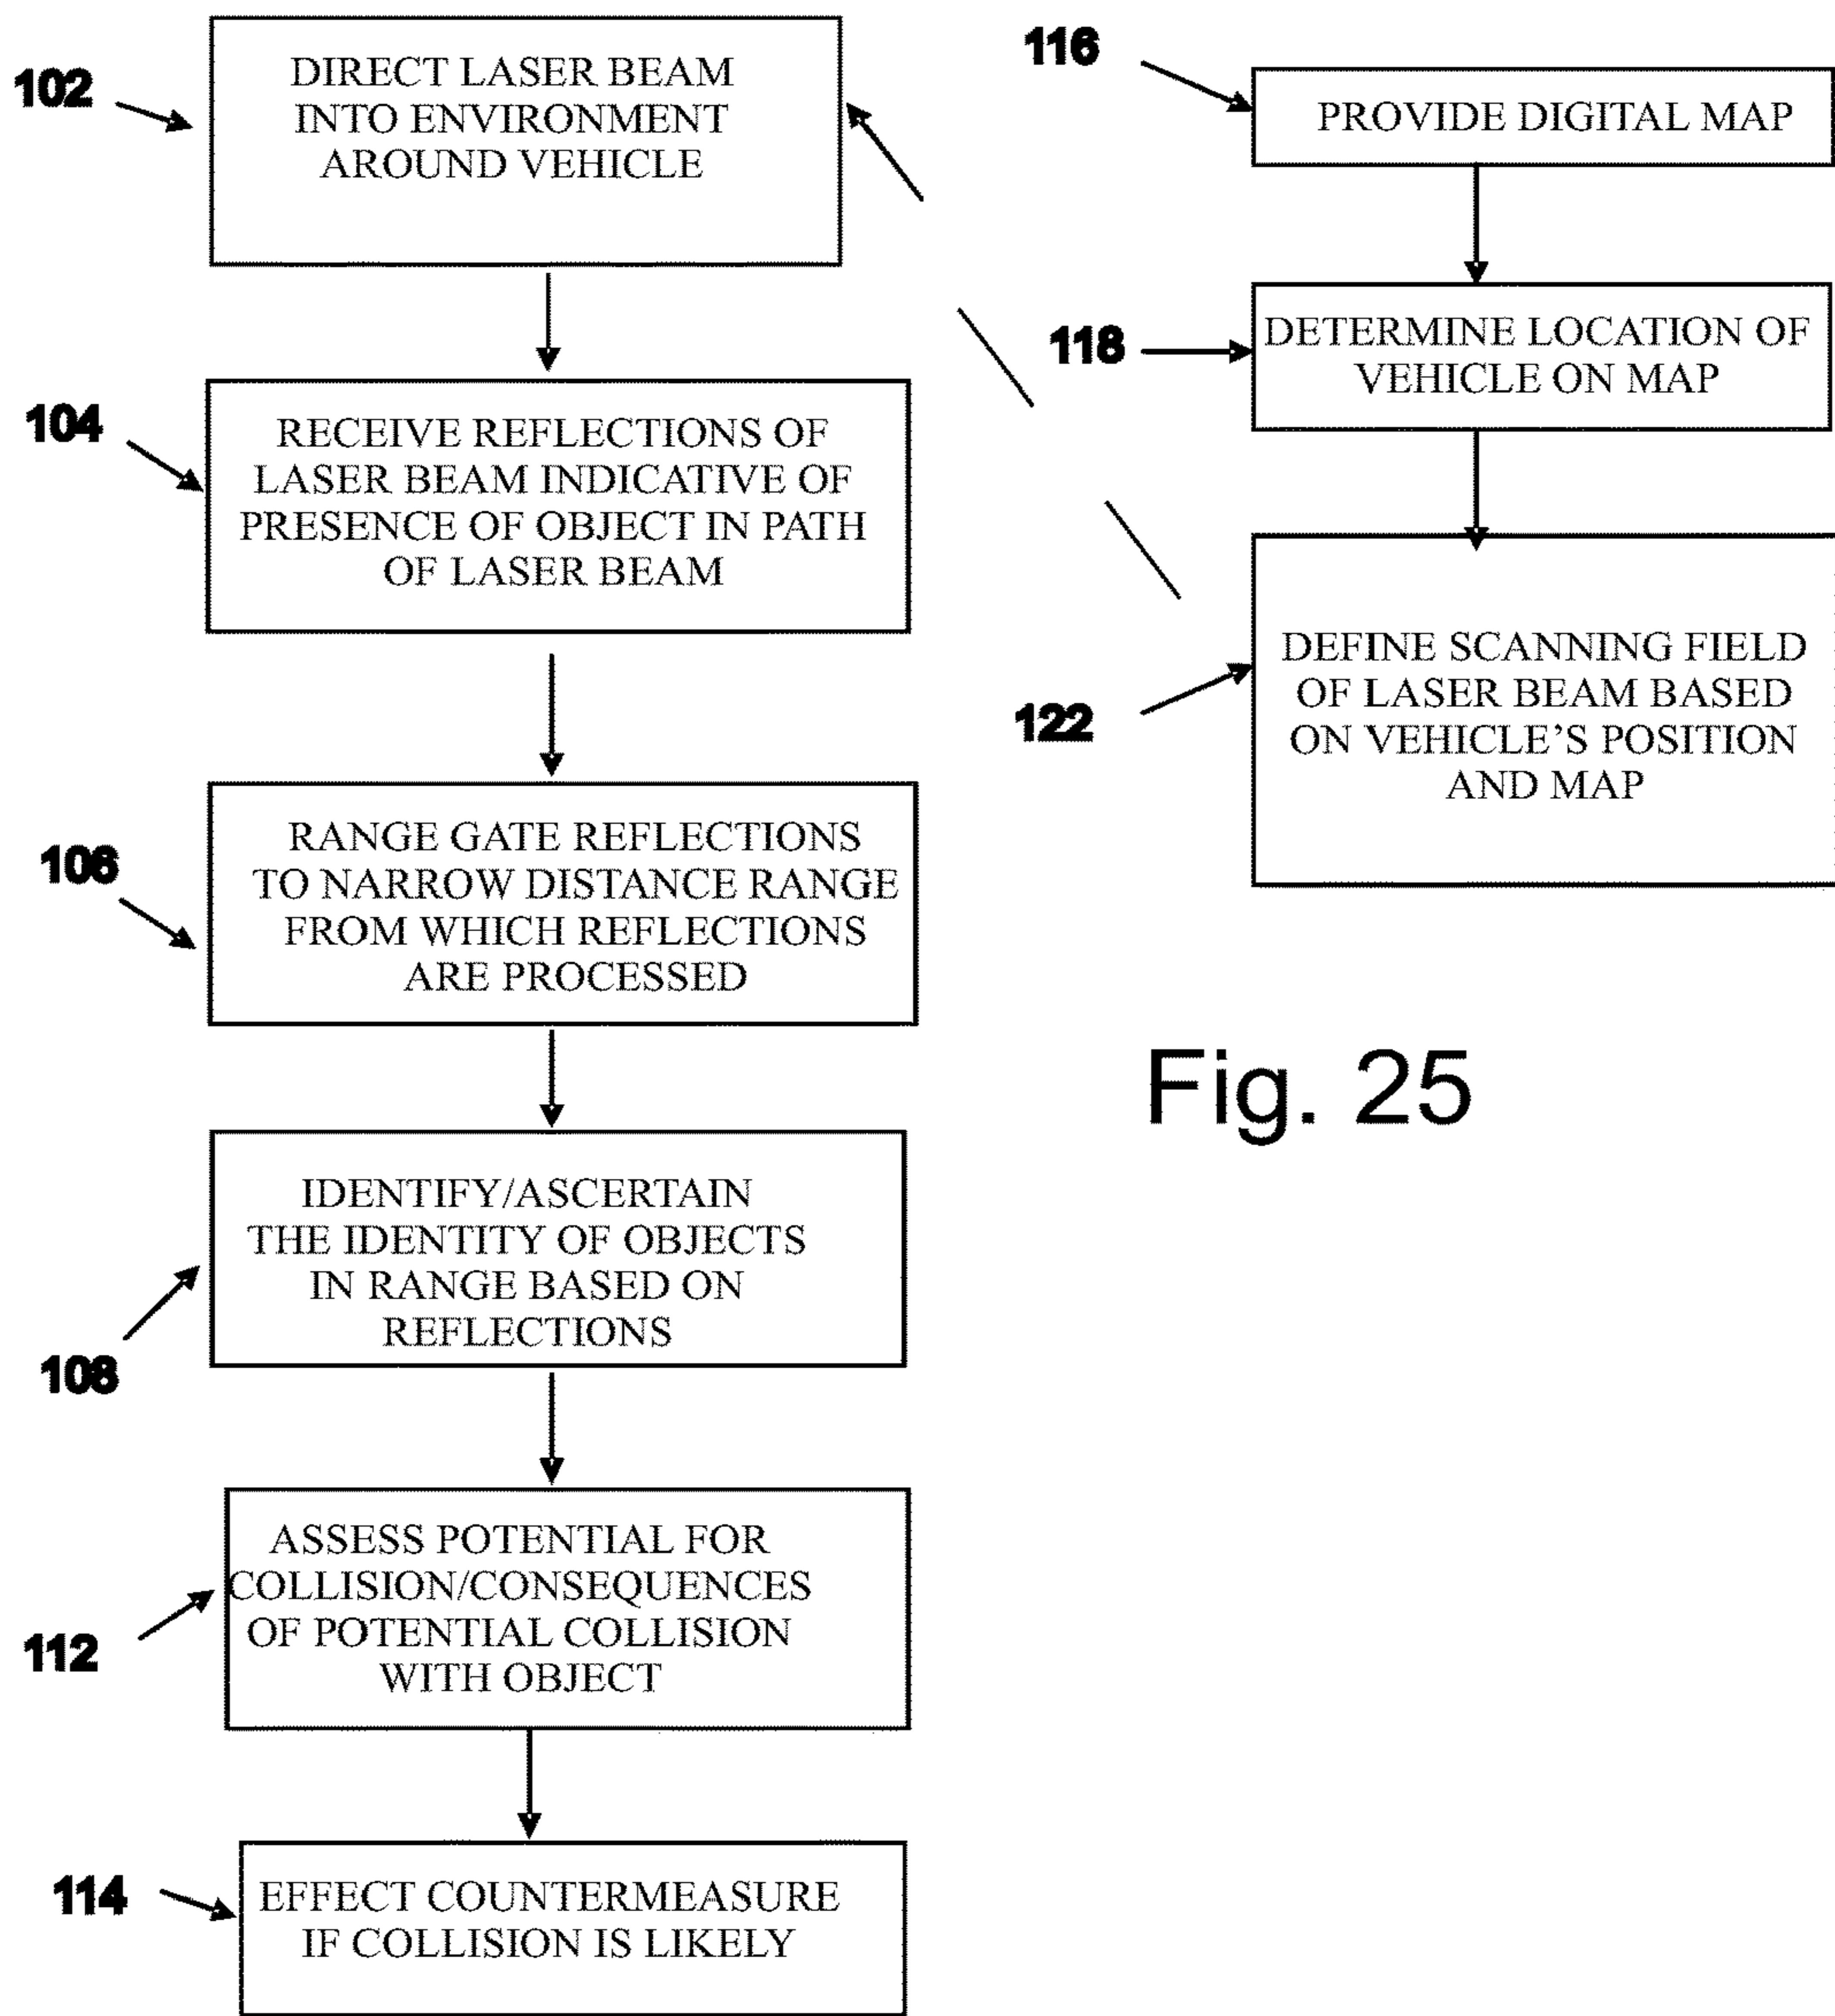 102
DIRECT LASER BEAM
INTO ENVIRONMENT
AROUND VEHICLE
104
RECEIVE REFLECTIONS OF
LASER BEAM INDICATIVE OF
PRESENCE OF OBJECT IN PATH
OF LASER BEAM
106
RANGE GATE REFLECTIONS
TO NARROW DISTANCE RANGE
FROM WHICH REFLECTIONS
ARE PROCESSED
108
IDENTIFY/ASCERTAIN
THE IDENTITY OF OBJECTS
IN RANGE BASED ON
REFLECTIONS
112
ASSESS POTENTIAL FOR
COLLISION/CONSEQUENCES
OF POTENTIAL COLLISION
WITH OBJECT
114
EFFECT COUNTERMEASURE
IF COLLISION IS LIKELY
116
PROVIDE DIGITAL MAP
118
DETERMINE LOCATION OF
VEHICLE ON MAP
122
DEFINE SCANNING FIELD
OF LASER BEAM BASED
ON VEHICLE'S POSITION
AND MAP
Fig. 25